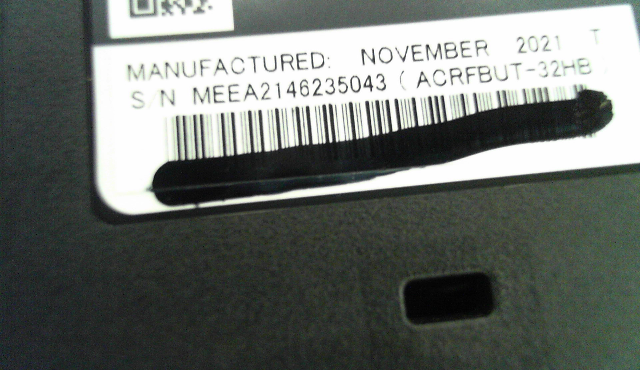 MANUFACTURED: NOVEMBER 2021 T
S/N MEEA2146235043 ( ACRFBUT-32HB